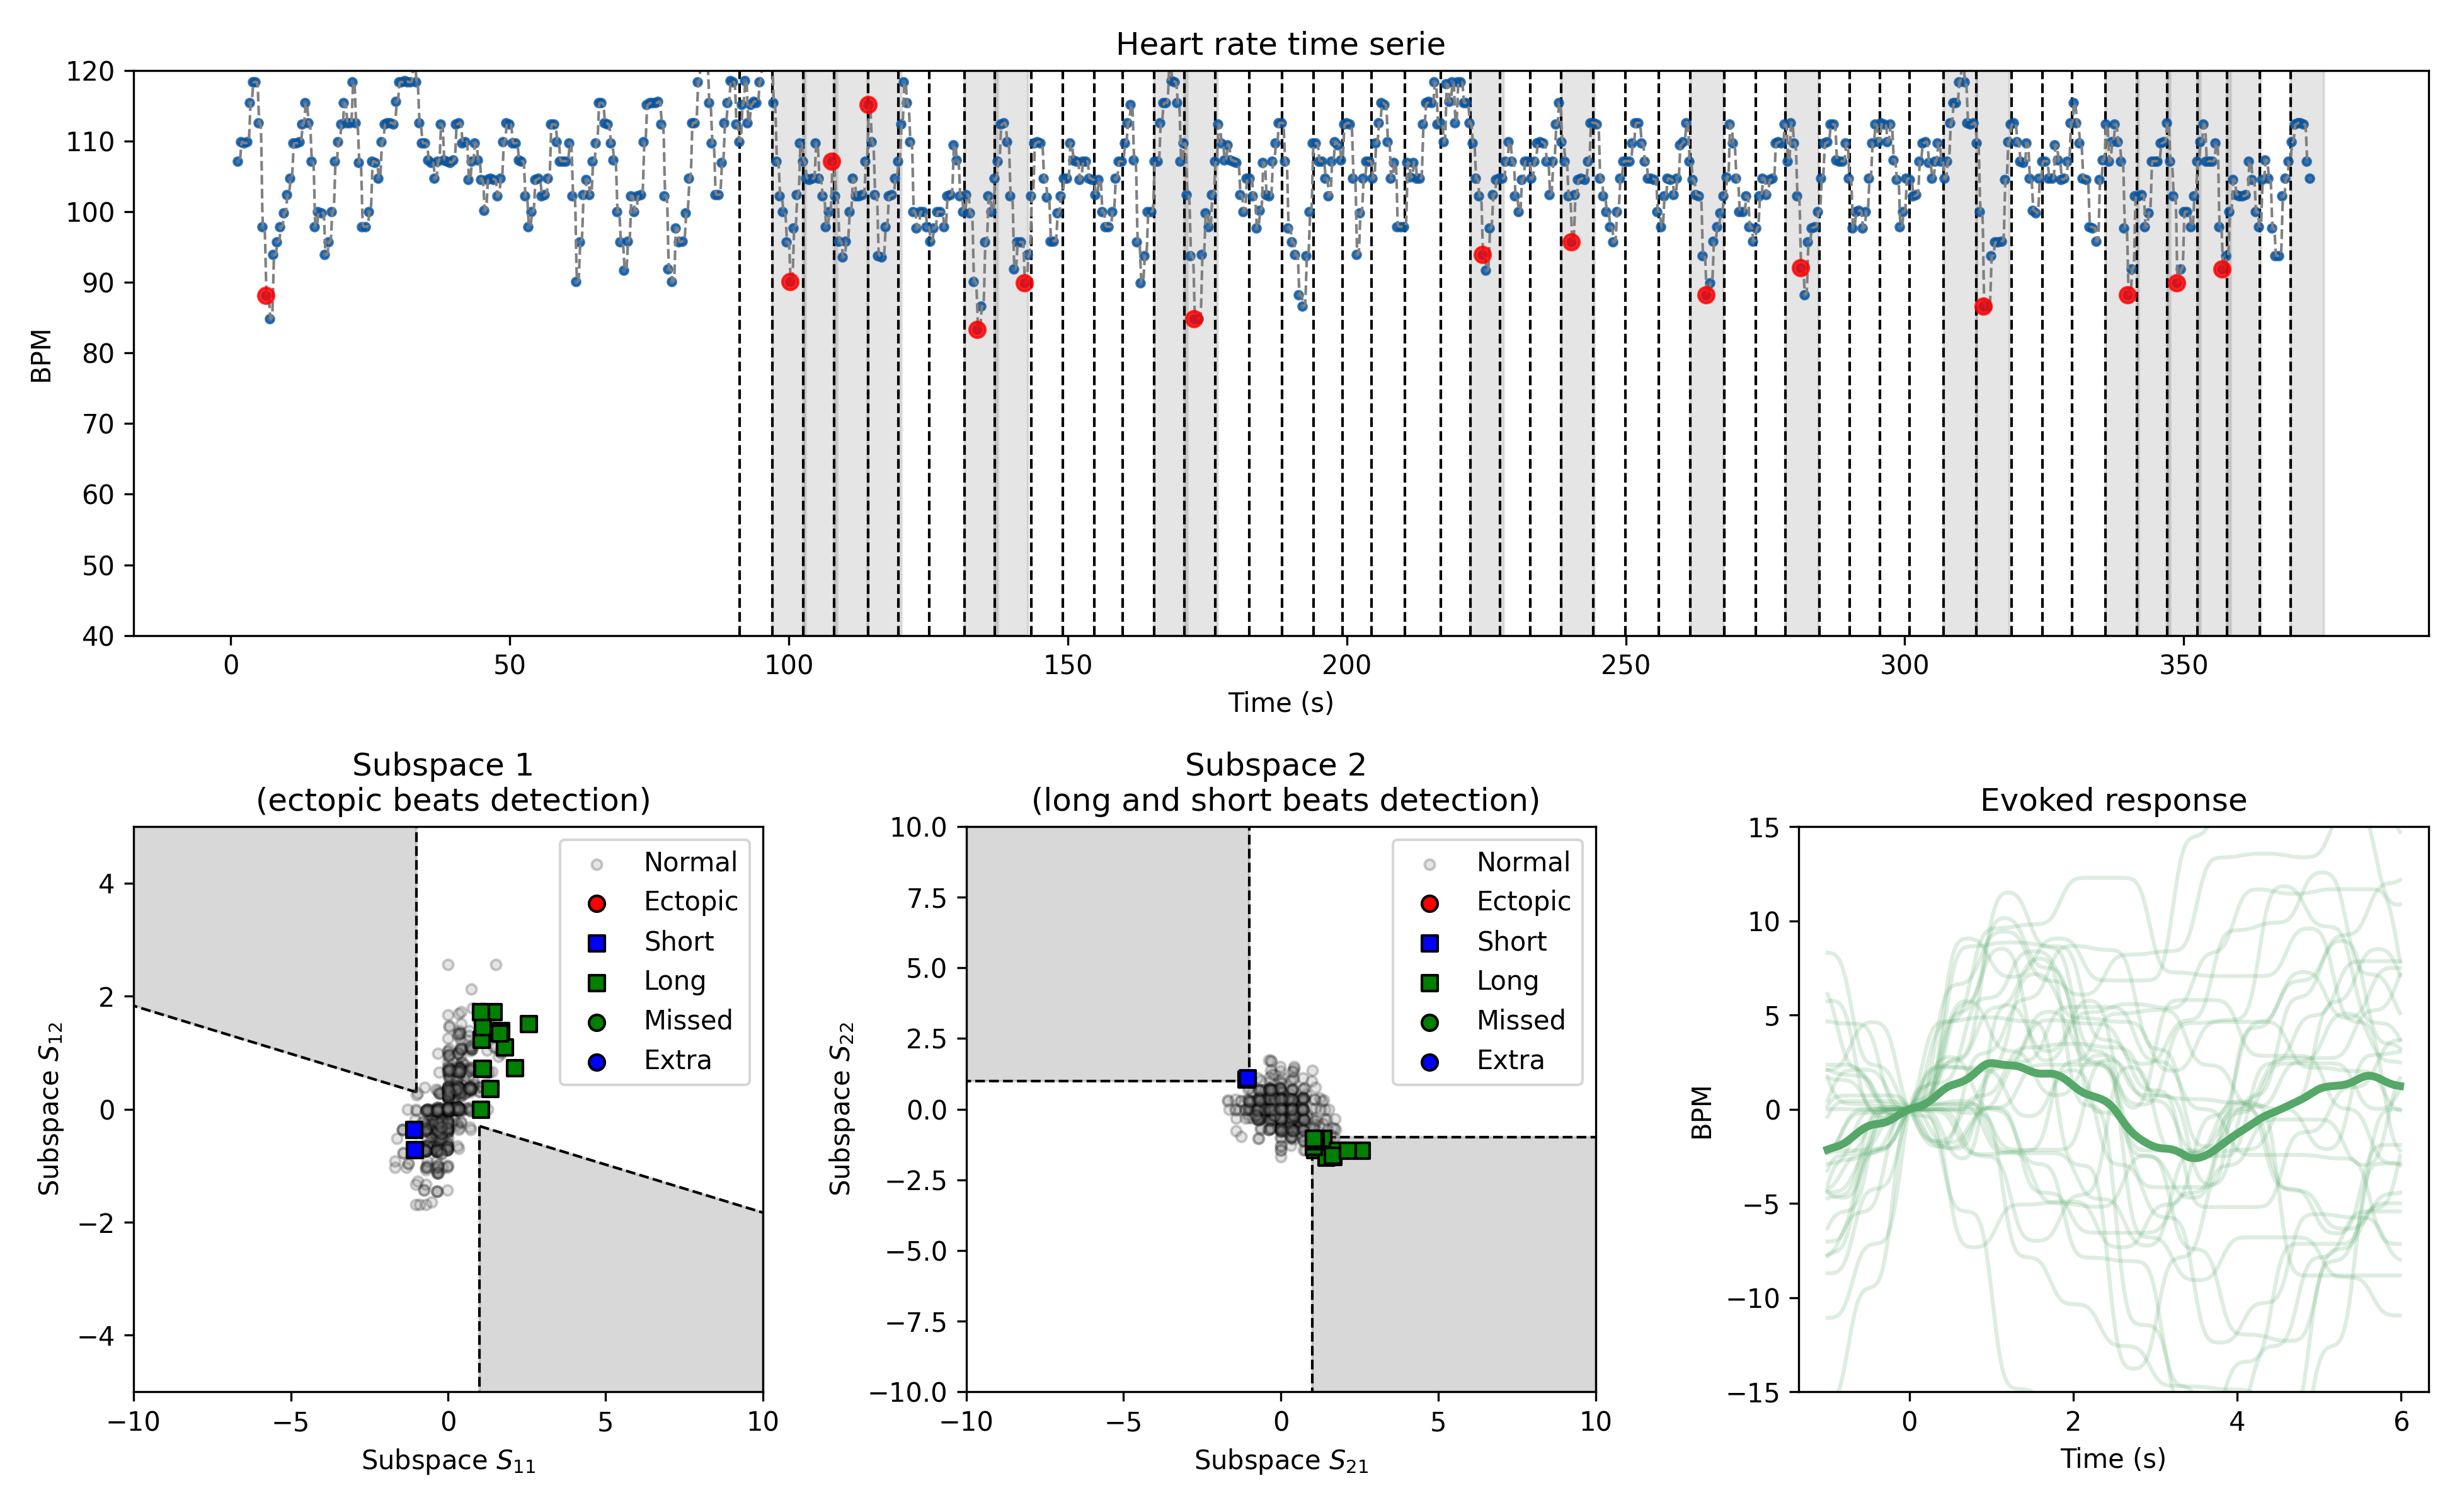 Heart rate time serie
120
110
100
90
80
70
60
50
40
BPM
0 50 100 150 200 250 300 350
Time (s)
Subspace 1
(ectopic beats detection)
4
2
0
−2
−4
Subspace S12
Normal
Ectopic
Short
Long
Missed
Extra
−10 −5 0 5 10
Subspace S11
Subspace 2
(long and short beats detection)
10.0
7.5
5.0
2.5
0.0
−2.5
−5.0
−7.5
−10.0
Subspace S22
Normal
Ectopic
Short
Long
Missed
Extra
−10 −5 0 5 10
Subspace S21
Evoked response
15
10
5
0
−5
−10
−15
BPM
0 2 4 6
Time (s)